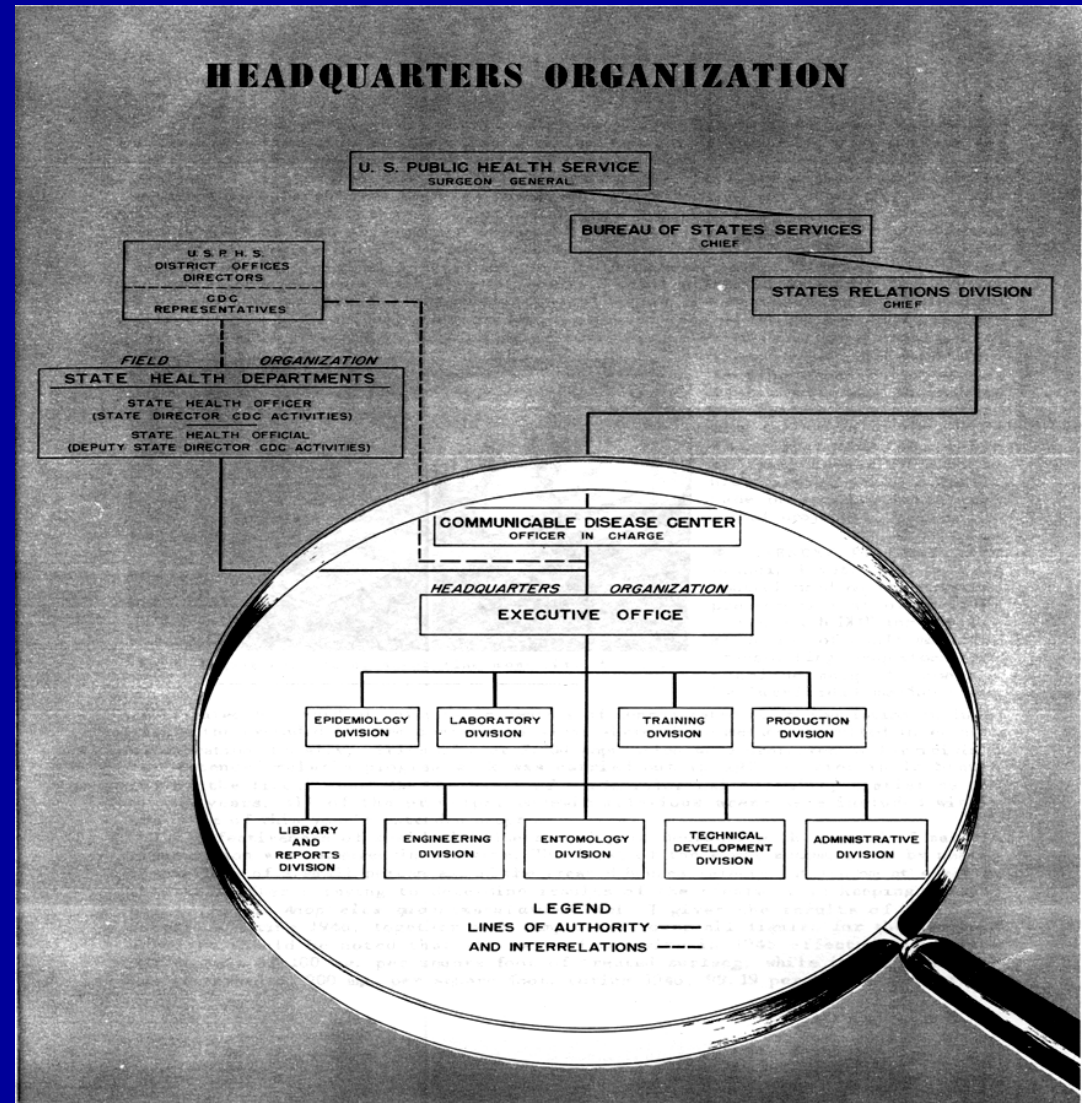 HEADQUARTERS ORGANIZATION
U. S. PUBLIC HEALTH SERVICE
SURGEON GENERAL
BUREAU OF STATES SERVICES
CHIEF
STATES RELATIONS DIVISION
CHIEF
U. S. P. H. S.
DISTRICT OFFICES
DIRECTORS
CDC
REPRESENTATIVES
FIELD ORGANIZATION
STATE HEALTH DEPARTMENTS
STATE HEALTH OFFICER
(STATE DIRECTOR CDC ACTIVITIES)
STATE HEALTH OFFICIAL
(DEPUTY STATE DIRECTOR CDC ACTIVITIES)
COMMUNICABLE DISEASE CENTER
OFFICER IN CHARGE
HEADQUARTERS ORGANIZATION
EXECUTIVE OFFICE
EPIDEMIOLOGY
DIVISION
LABORATORY
DIVISION
TRAINING
DIVISION
PRODUCTION
DIVISION
LIBRARY
AND
REPORTS
DIVISION
ENGINEERING
DIVISION
ENTOMOLOGY
DIVISION
TECHNICAL
DEVELOPMENT
DIVISION
ADMINISTRATIVE
DIVISION
LEGEND
LINES OF AUTHORITY
AND INTERRELATIONS